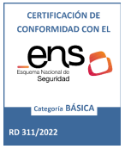 CERTIFICACIÓN DE
CONFORMIDAD CON EL
ens
Esquema Nacional de
Seguridad
Categoría BÁSICA
RD 311/2022